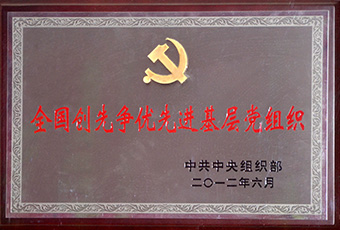 全国创先争优先进基层党组织
中共中央组织部
二〇一二年六月